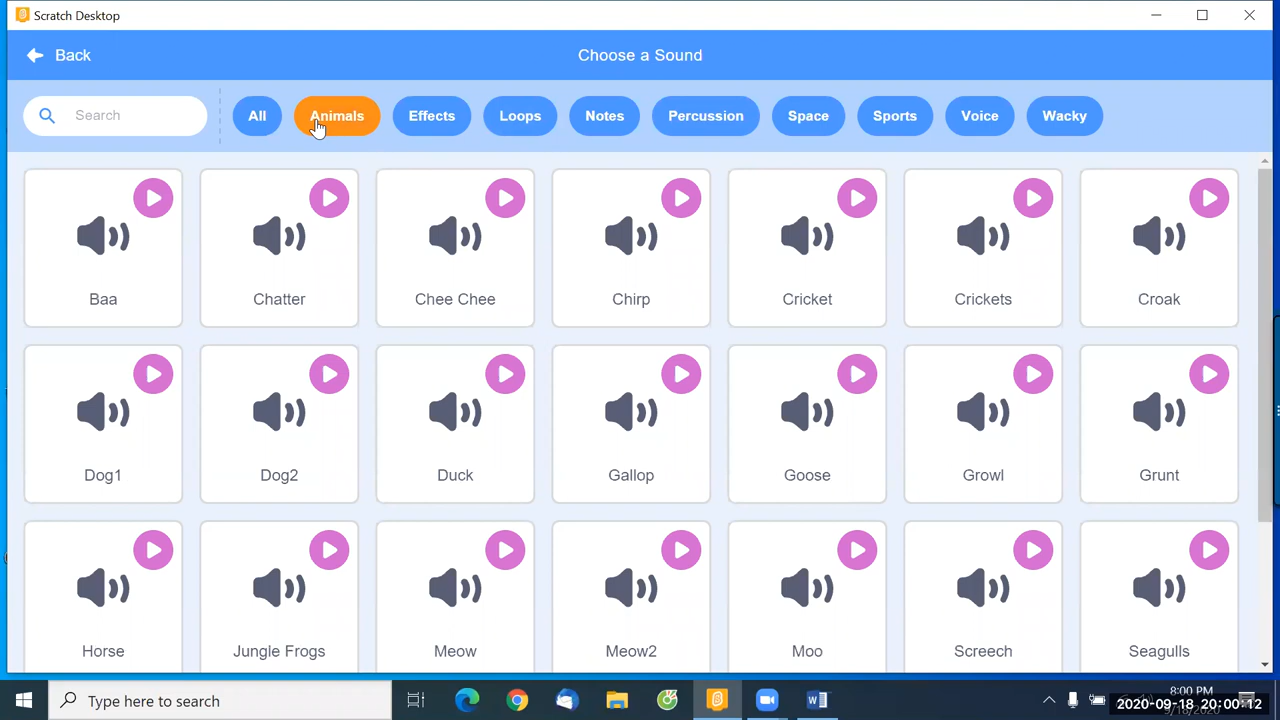 Scratch Desktop
Back
Choose a Sound
Search
All
Animals
Effects
Loops
Notes
Percussion
Space
Sports
Voice
Wacky
Baa
Chatter
Chee Chee
Chirp
Cricket
Crickets
Croak
Dog1
Dog2
Duck
Gallop
Goose
Growl
Grunt
Horse
Jungle Frogs
Meow
Meow2
Moo
Screech
Seagulls
Type here to search
8:00 PM
2020-09-18 20:00:12